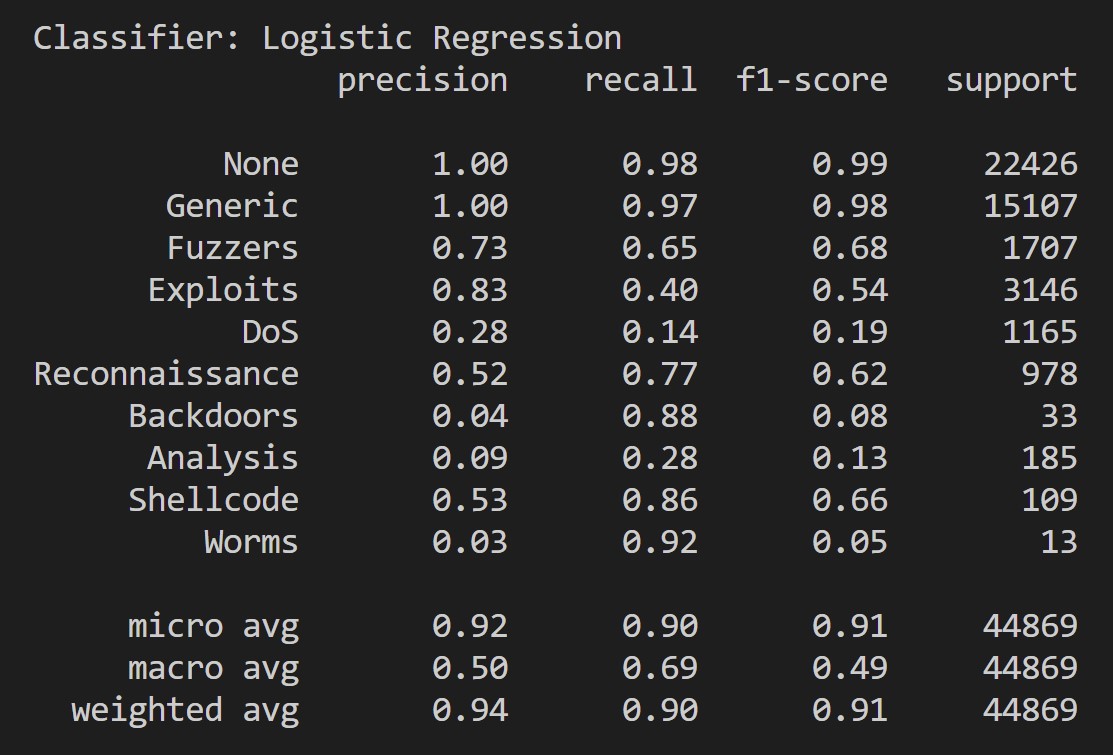 Classifier: Logistic Regression
precision recall f1-score support
None 1.00 0.98 0.99 22426
Generic 1.00 0.97 0.98 15107
Fuzzers 0.73 0.65 0.68 1707
Exploits 0.83 0.40 0.54 3146
DoS 0.28 0.14 0.19 1165
Reconnaissance 0.52 0.77 0.62 978
Backdoors 0.04 0.88 0.08 33
Analysis 0.09 0.28 0.13 185
Shellcode 0.53 0.86 0.66 109
Worms 0.03 0.92 0.05 13
micro avg 0.92 0.90 0.91 44869
macro avg 0.50 0.69 0.49 44869
weighted avg 0.94 0.90 0.91 44869